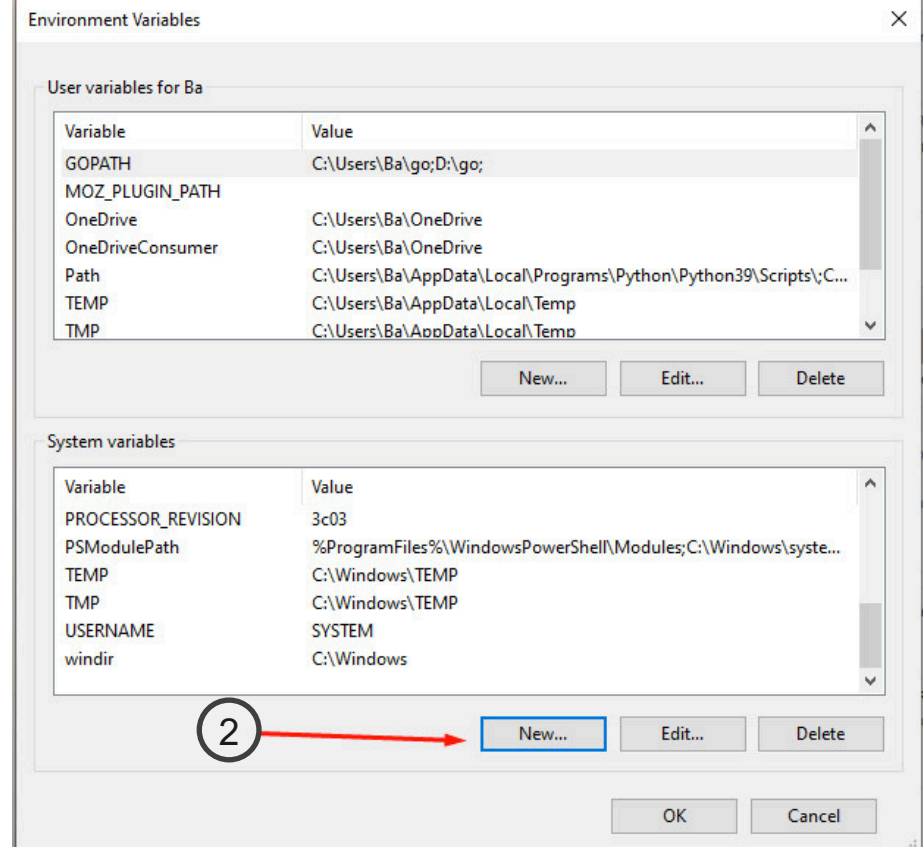 Environment Variables
User variables for Ba
Variable Value
GOPATH C:\Users\Ba\go;D:\go;
MOZ_PLUGIN_PATH
OneDrive C:\Users\Ba\OneDrive
OneDriveConsumer C:\Users\Ba\OneDrive
Path C:\Users\Ba\AppData\Local\Programs\Python\Python39\Scripts\;C...
TEMP C:\Users\Ba\AppData\Local\Temp
TMP C:\Users\Ba\AppData\Local\Temp
New... Edit... Delete
System variables
Variable Value
PROCESSOR_REVISION 3c03
PSModulePath %ProgramFiles%\WindowsPowerShell\Modules;C:\Windows\syste...
TEMP C:\Windows\TEMP
TMP C:\Windows\TEMP
USERNAME SYSTEM
windir C:\Windows
2 New... Edit... Delete
OK Cancel